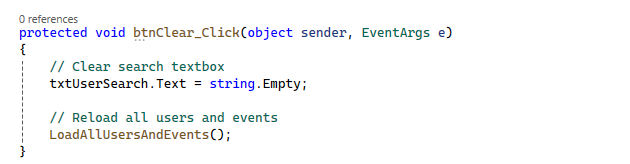 0 references
protected void btnClear_Click(object sender, EventArgs e)
{
    // Clear search textbox
    txtUserSearch.Text = string.Empty;

    // Reload all users and events
    LoadAllUsersAndEvents();
}